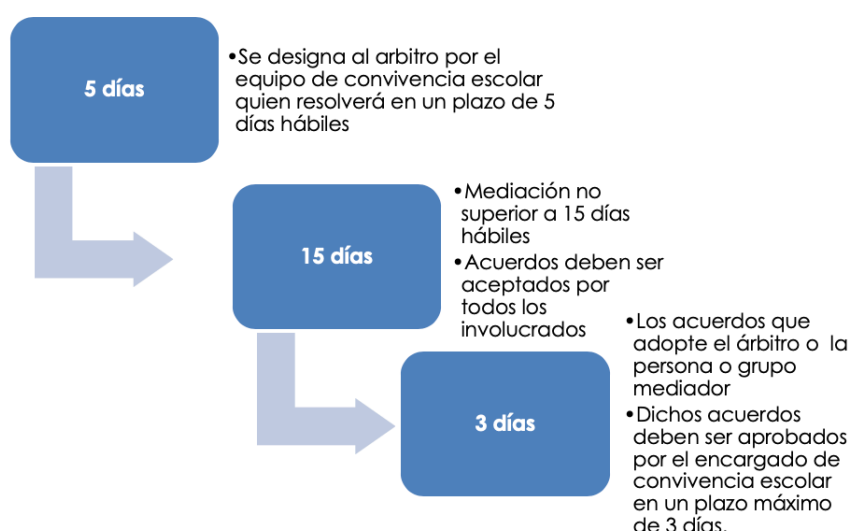 5 días
•Se designa al arbitro por el
equipo de convivencia escolar
quien resolverá en un plazo de 5
días hábiles
15 días
•Mediación no
superior a 15 días
hábiles
•Acuerdos deben ser
aceptados por
todos los
involucrados
3 días
•Los acuerdos que
adopte el árbitro o  la
persona o grupo
mediador
•Dichos acuerdos
deben ser aprobados
por el encargado de
convivencia escolar
en un plazo máximo
de 3 días.